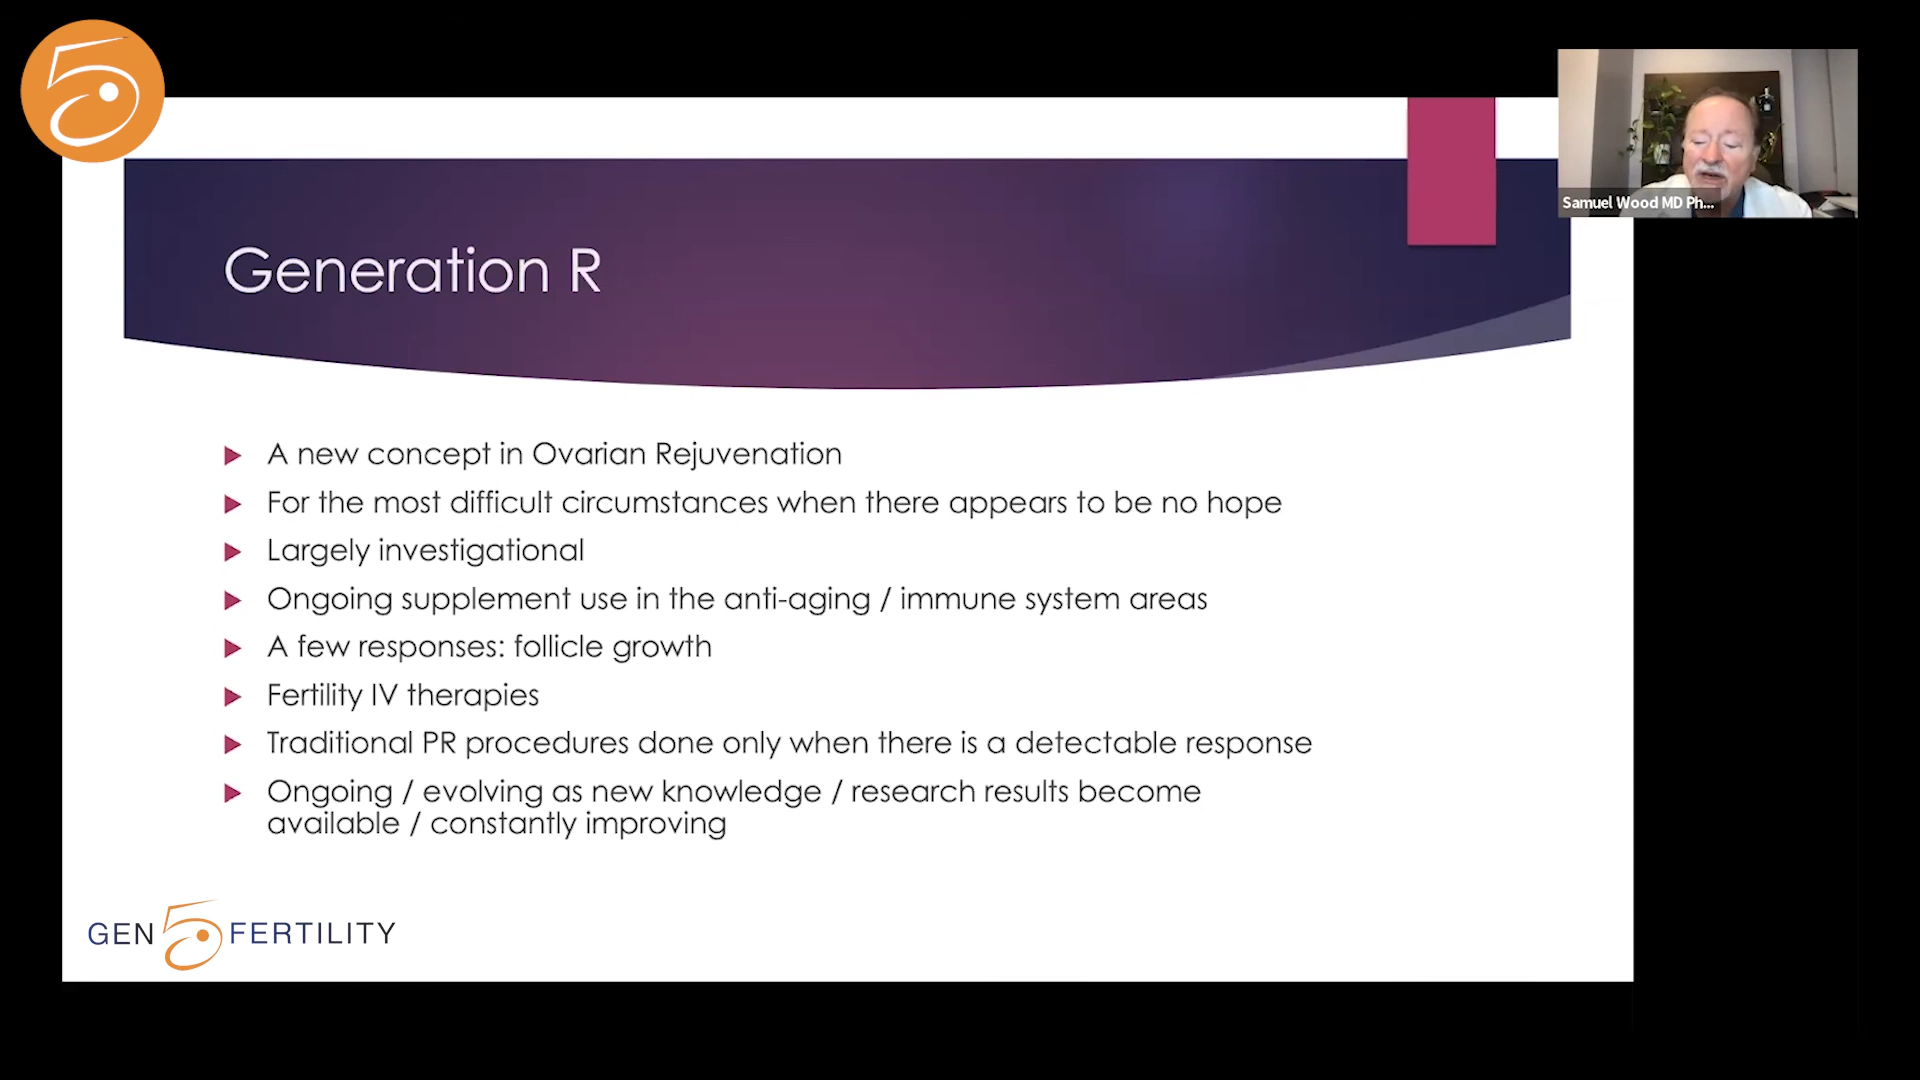 Samuel Wood MD Ph...
Generation R
A new concept in Ovarian Rejuvenation
For the most difficult circumstances when there appears to be no hope
Largely investigational
Ongoing supplement use in the anti-aging / immune system areas
A few responses: follicle growth
Fertility IV therapies
Traditional PR procedures done only when there is a detectable response
Ongoing / evolving as new knowledge / research results become
available / constantly improving
GEN 5 FERTILITY